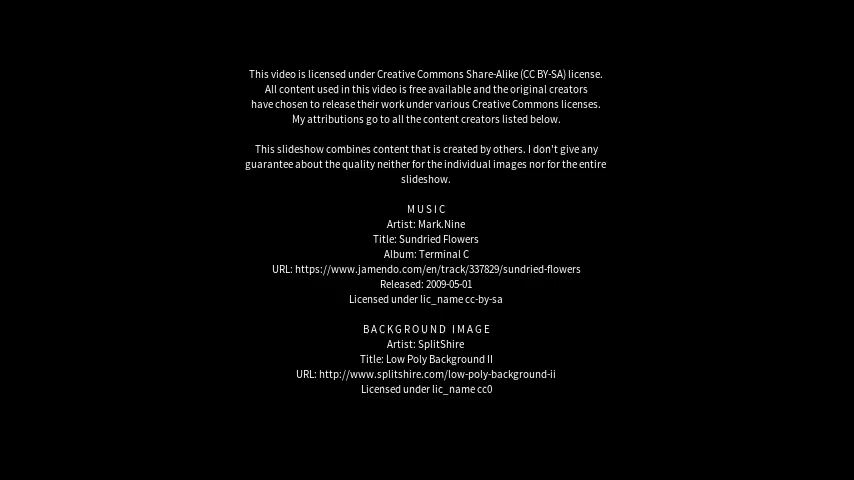 This video is licensed under Creative Commons Share-Alike (CC BY-SA) license.
All content used in this video is free available and the original creators
have chosen to release their work under various Creative Commons licenses.
My attributions go to all the content creators listed below.
This slideshow combines content that is created by others. I don't give any
guarantee about the quality neither for the individual images nor for the entire
slideshow.
MUSIC
Artist: Mark.Nine
Title: Sundried Flowers
Album: Terminal C
URL: https://www.jamendo.com/en/track/337829/sundried-flowers
Released: 2009-05-01
Licensed under lic_name cc-by-sa
BACKGROUND IMAGE
Artist: SplitShire
Title: Low Poly Background II
URL: http://www.splitshire.com/low-poly-background-ii
Licensed under lic_name cc0